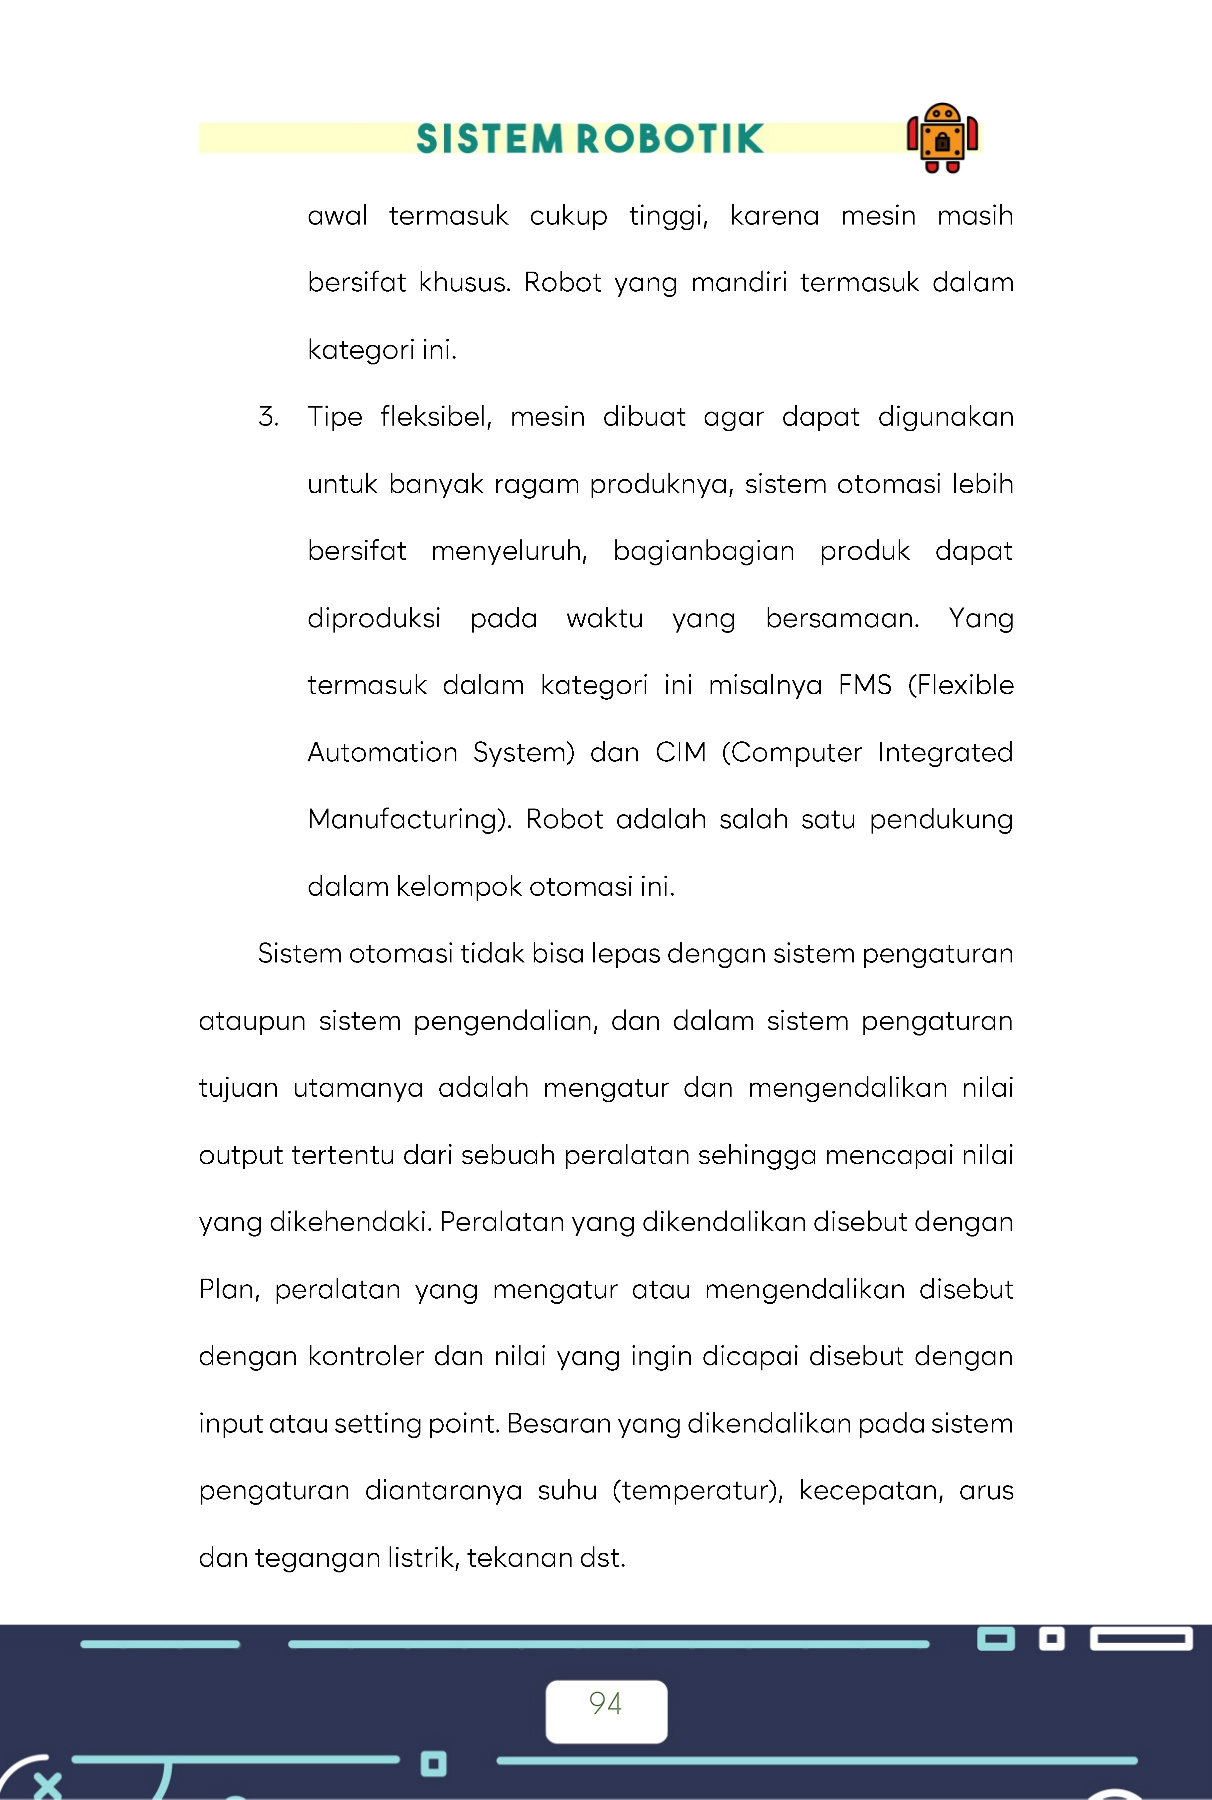 SISTEM ROBOTIK
awal termasuk cukup tinggi, karena mesin masih
bersifat khusus. Robot yang mandiri termasuk dalam
kategori ini.
3. Tipe fleksibel, mesin dibuat agar dapat digunakan
untuk banyak ragam produknya, sistem otomasi lebih
bersifat menyeluruh, bagianbagian produk dapat
diproduksi pada waktu yang bersamaan. Yang
termasuk dalam kategori ini misalnya FMS (Flexible
Automation System) dan CIM (Computer Integrated
Manufacturing). Robot adalah salah satu pendukung
dalam kelompok otomasi ini.
Sistem otomasi tidak bisa lepas dengan sistem pengaturan
ataupun sistem pengendalian, dan dalam sistem pengaturan
tujuan utamanya adalah mengatur dan mengendalikan nilai
output tertentu dari sebuah peralatan sehingga mencapai nilai
yang dikehendaki. Peralatan yang dikendalikan disebut dengan
Plan, peralatan yang mengatur atau mengendalikan disebut
dengan kontroler dan nilai yang ingin dicapai disebut dengan
input atau setting point. Besaran yang dikendalikan pada sistem
pengaturan diantaranya suhu (temperatur), kecepatan, arus
dan tegangan listrik, tekanan dst.
94